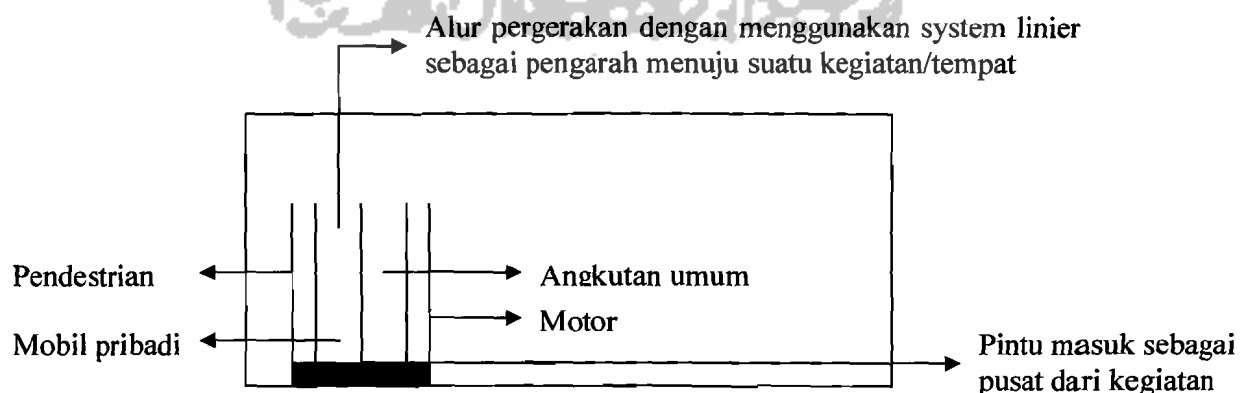 Alur pergerakan dengan menggunakan system linier
sebagai pengarah menuju suatu kegiatan/tempat
Pendestrian
Angkutan umum
Motor
Mobil pribadi
Pintu masuk sebagai
pusat dari kegiatan